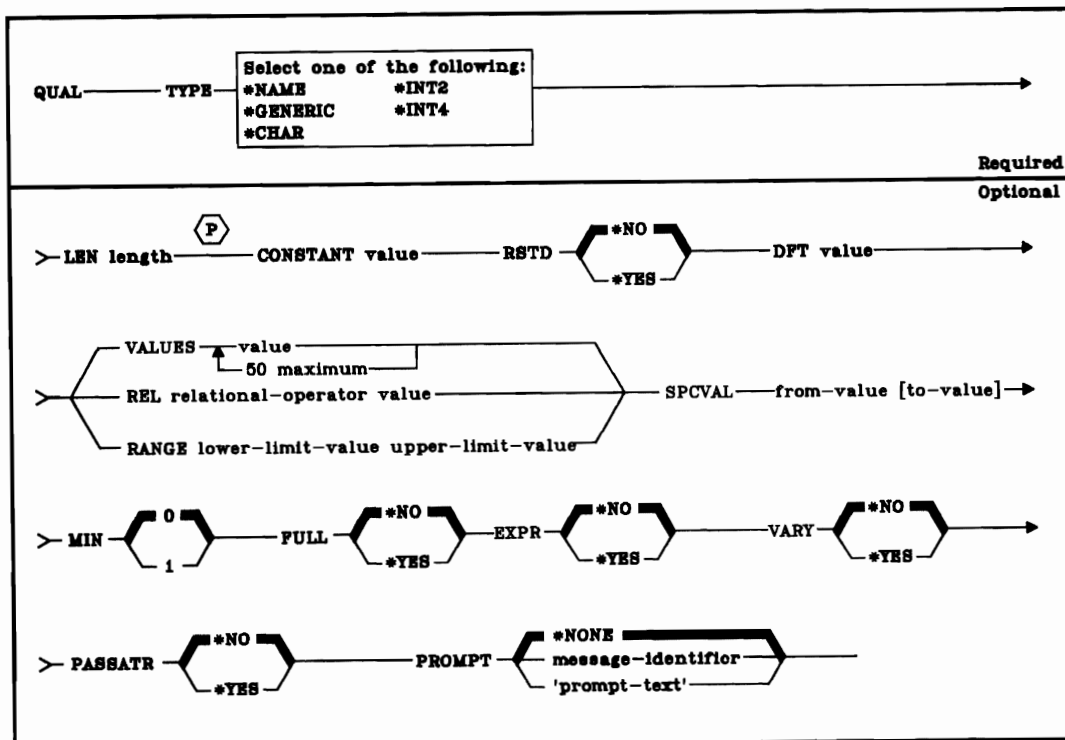 Select one of the following:
*NAME *INT2
QUAL TYPE *GENERIC *INT4
*CHAR
Required
Optional
P
*NO
LEN length CONSTANT value RSTD DFT value
*YES
VALUES value
50 maximum
REL relational-operator value SPCVAL from-value [to-value]
RANGE lower-limit-value upper-limit-value
0 *NO *NO *NO
MIN FULL EXPR VARY
1 *YES *YES *YES
*NO *NONE
PASSATR PROMPT message-identifior
*YES 'prompt-text'